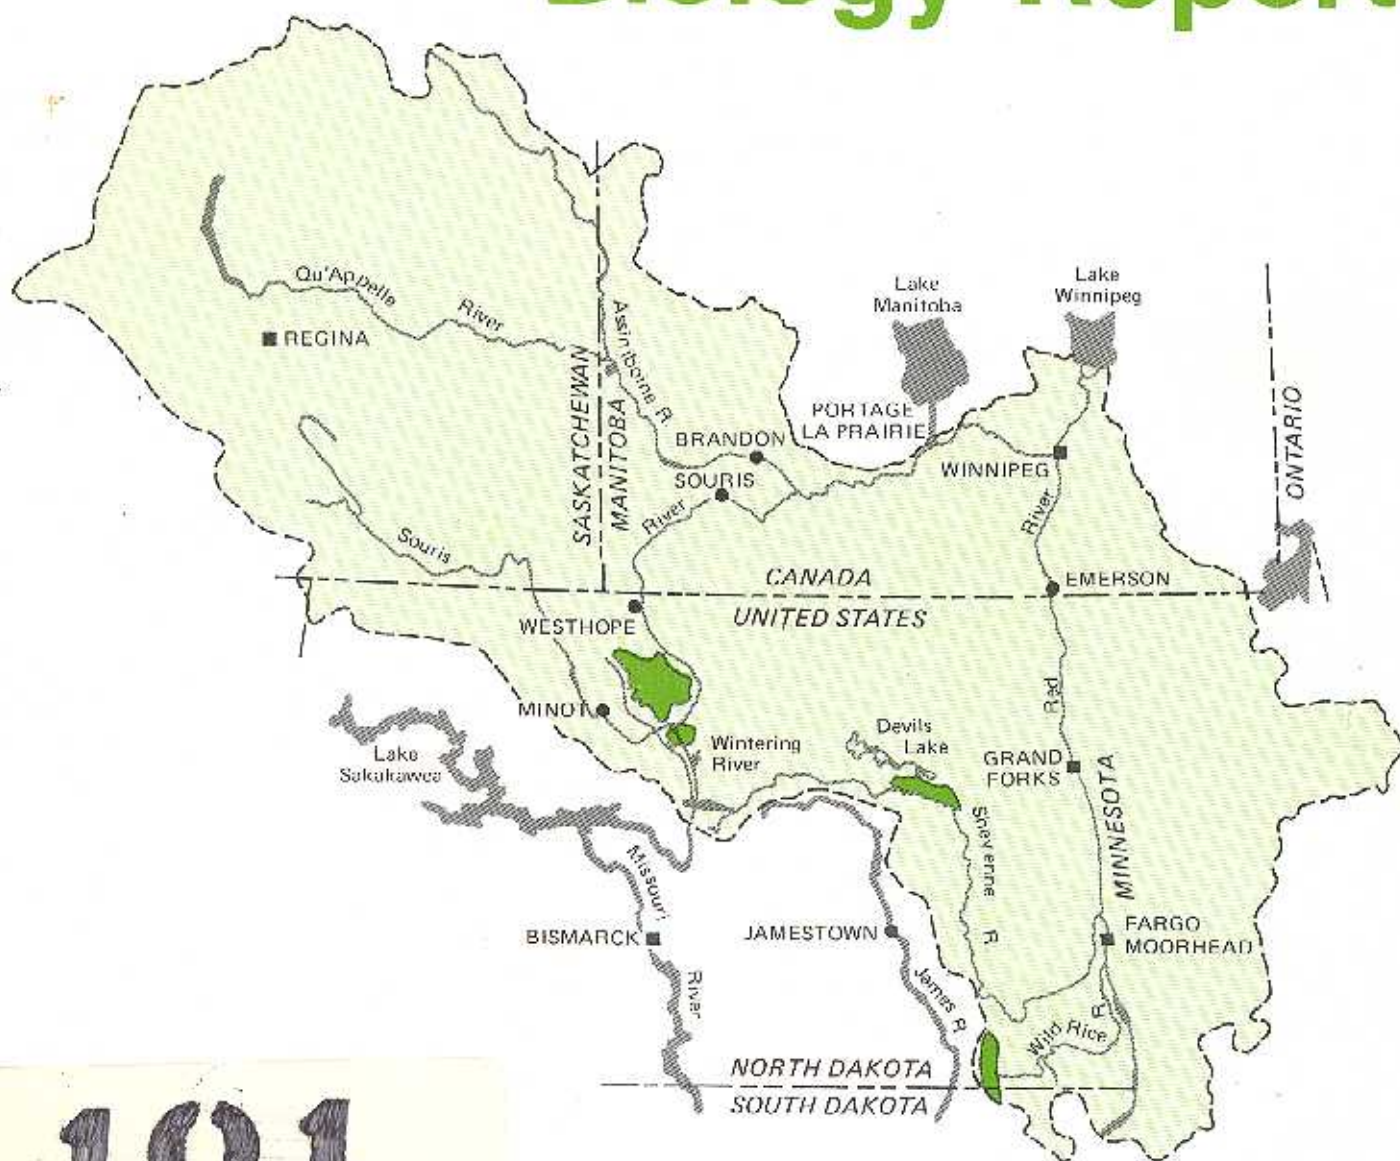 Biology Report
Lake
Manitoba
Lake
Winnipeg
Qu'Appelle
River
REGINA
Assiniboine R.
SASKATCHEWAN
MANITOBA
ONTARIO
PORTAGE
LA PRAIRIE
BRANDON
WINNIPEG
SOURIS
River
River
Souris
CANADA
UNITED STATES
EMERSON
WESTHOPE
MINOT
Red
Devils
Lake
Wintering
River
GRAND
FORKS
Lake
Sakakawea
MINNESOTA
Sheyenne R
Missouri
River
BISMARCK
JAMESTOWN
FARGO
MOORHEAD
James R
Wild Rice R
NORTH DAKOTA
SOUTH DAKOTA
101